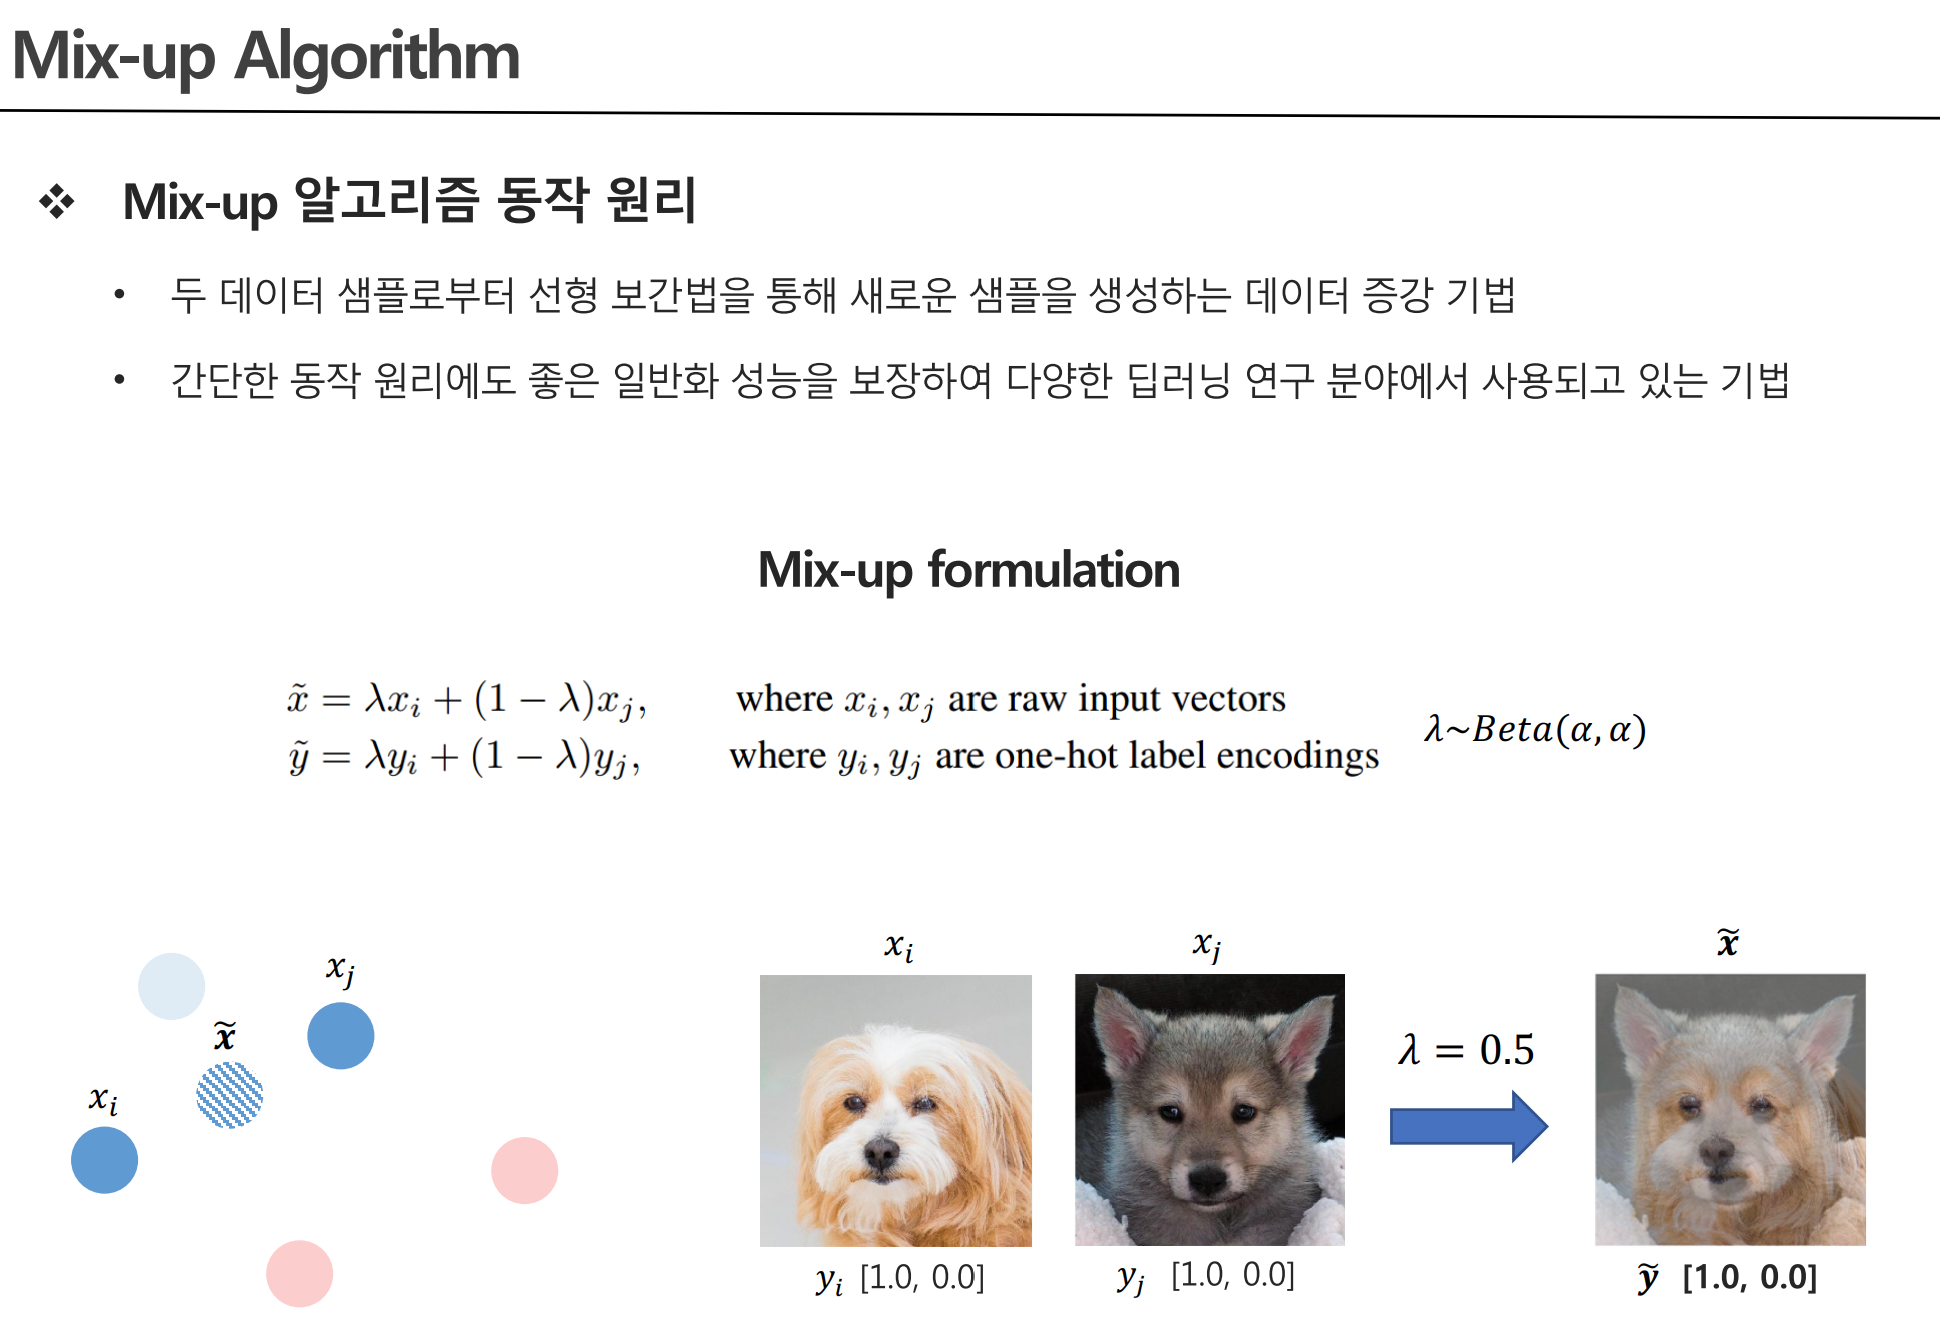 Mix-up Algorithm
❖ Mix-up 알고리즘 동작 원리
• 두 데이터 샘플로부터 선형 보간법을 통해 새로운 샘플을 생성하는 데이터 증강 기법
• 간단한 동작 원리에도 좋은 일반화 성능을 보장하여 다양한 딥러닝 연구 분야에서 사용되고 있는 기법
Mix-up formulation
x̃ = λxᵢ + (1 − λ)xⱼ, where xᵢ, xⱼ are raw input vectors
ỹ = λyᵢ + (1 − λ)yⱼ, where yᵢ, yⱼ are one-hot label encodings
λ~Beta(α, α)
xⱼ
x̃
xᵢ
xᵢ
xⱼ
x̃
λ = 0.5
yᵢ [1.0, 0.0]
yⱼ [1.0, 0.0]
ỹ [1.0, 0.0]